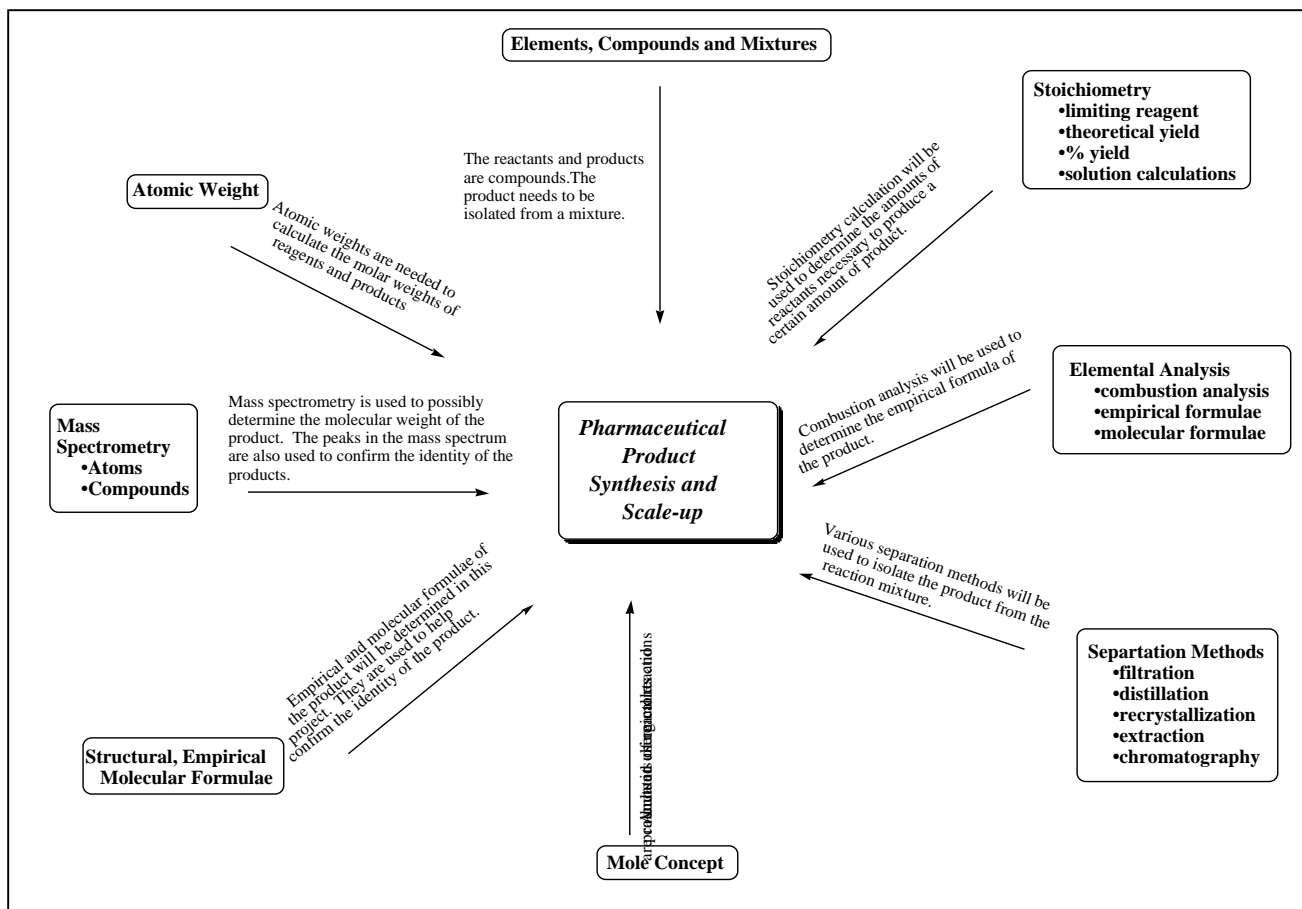 Elements, Compounds and Mixtures
The reactants and products
are compounds.The
product needs to be
isolated from a mixture.
Stoichiometry
•limiting reagent
•theoretical yield
•% yield
•solution calculations
Stoichiometry calculation will be
used to determine the amounts of
reactants necessary to produce a
certain amount of product.
Atomic Weight
Atomic weights are needed to
calculate the molar weights of
reagents and products
Elemental Analysis
•combustion analysis
•empirical formulae
•molecular formulae
Combustion analysis will be used to
determine the empirical formula of
the product.
Mass
Spectrometry
•Atoms
•Compounds
Mass spectrometry is used to possibly
determine the molecular weight of the
product. The peaks in the mass spectrum
are also used to confirm the identity of the
products.
Pharmaceutical
Product
Synthesis and
Scale-up
Various separation methods will be
used to isolate the product from the
reaction mixture.
Separtation Methods
•filtration
•distillation
•recrystallization
•extraction
•chromatography
Empirical and molecular formulae of
the product will be determined in this
project. They are used to help
confirm the identity of the product.
Structural, Empirical
Molecular Formulae
Mole Concept